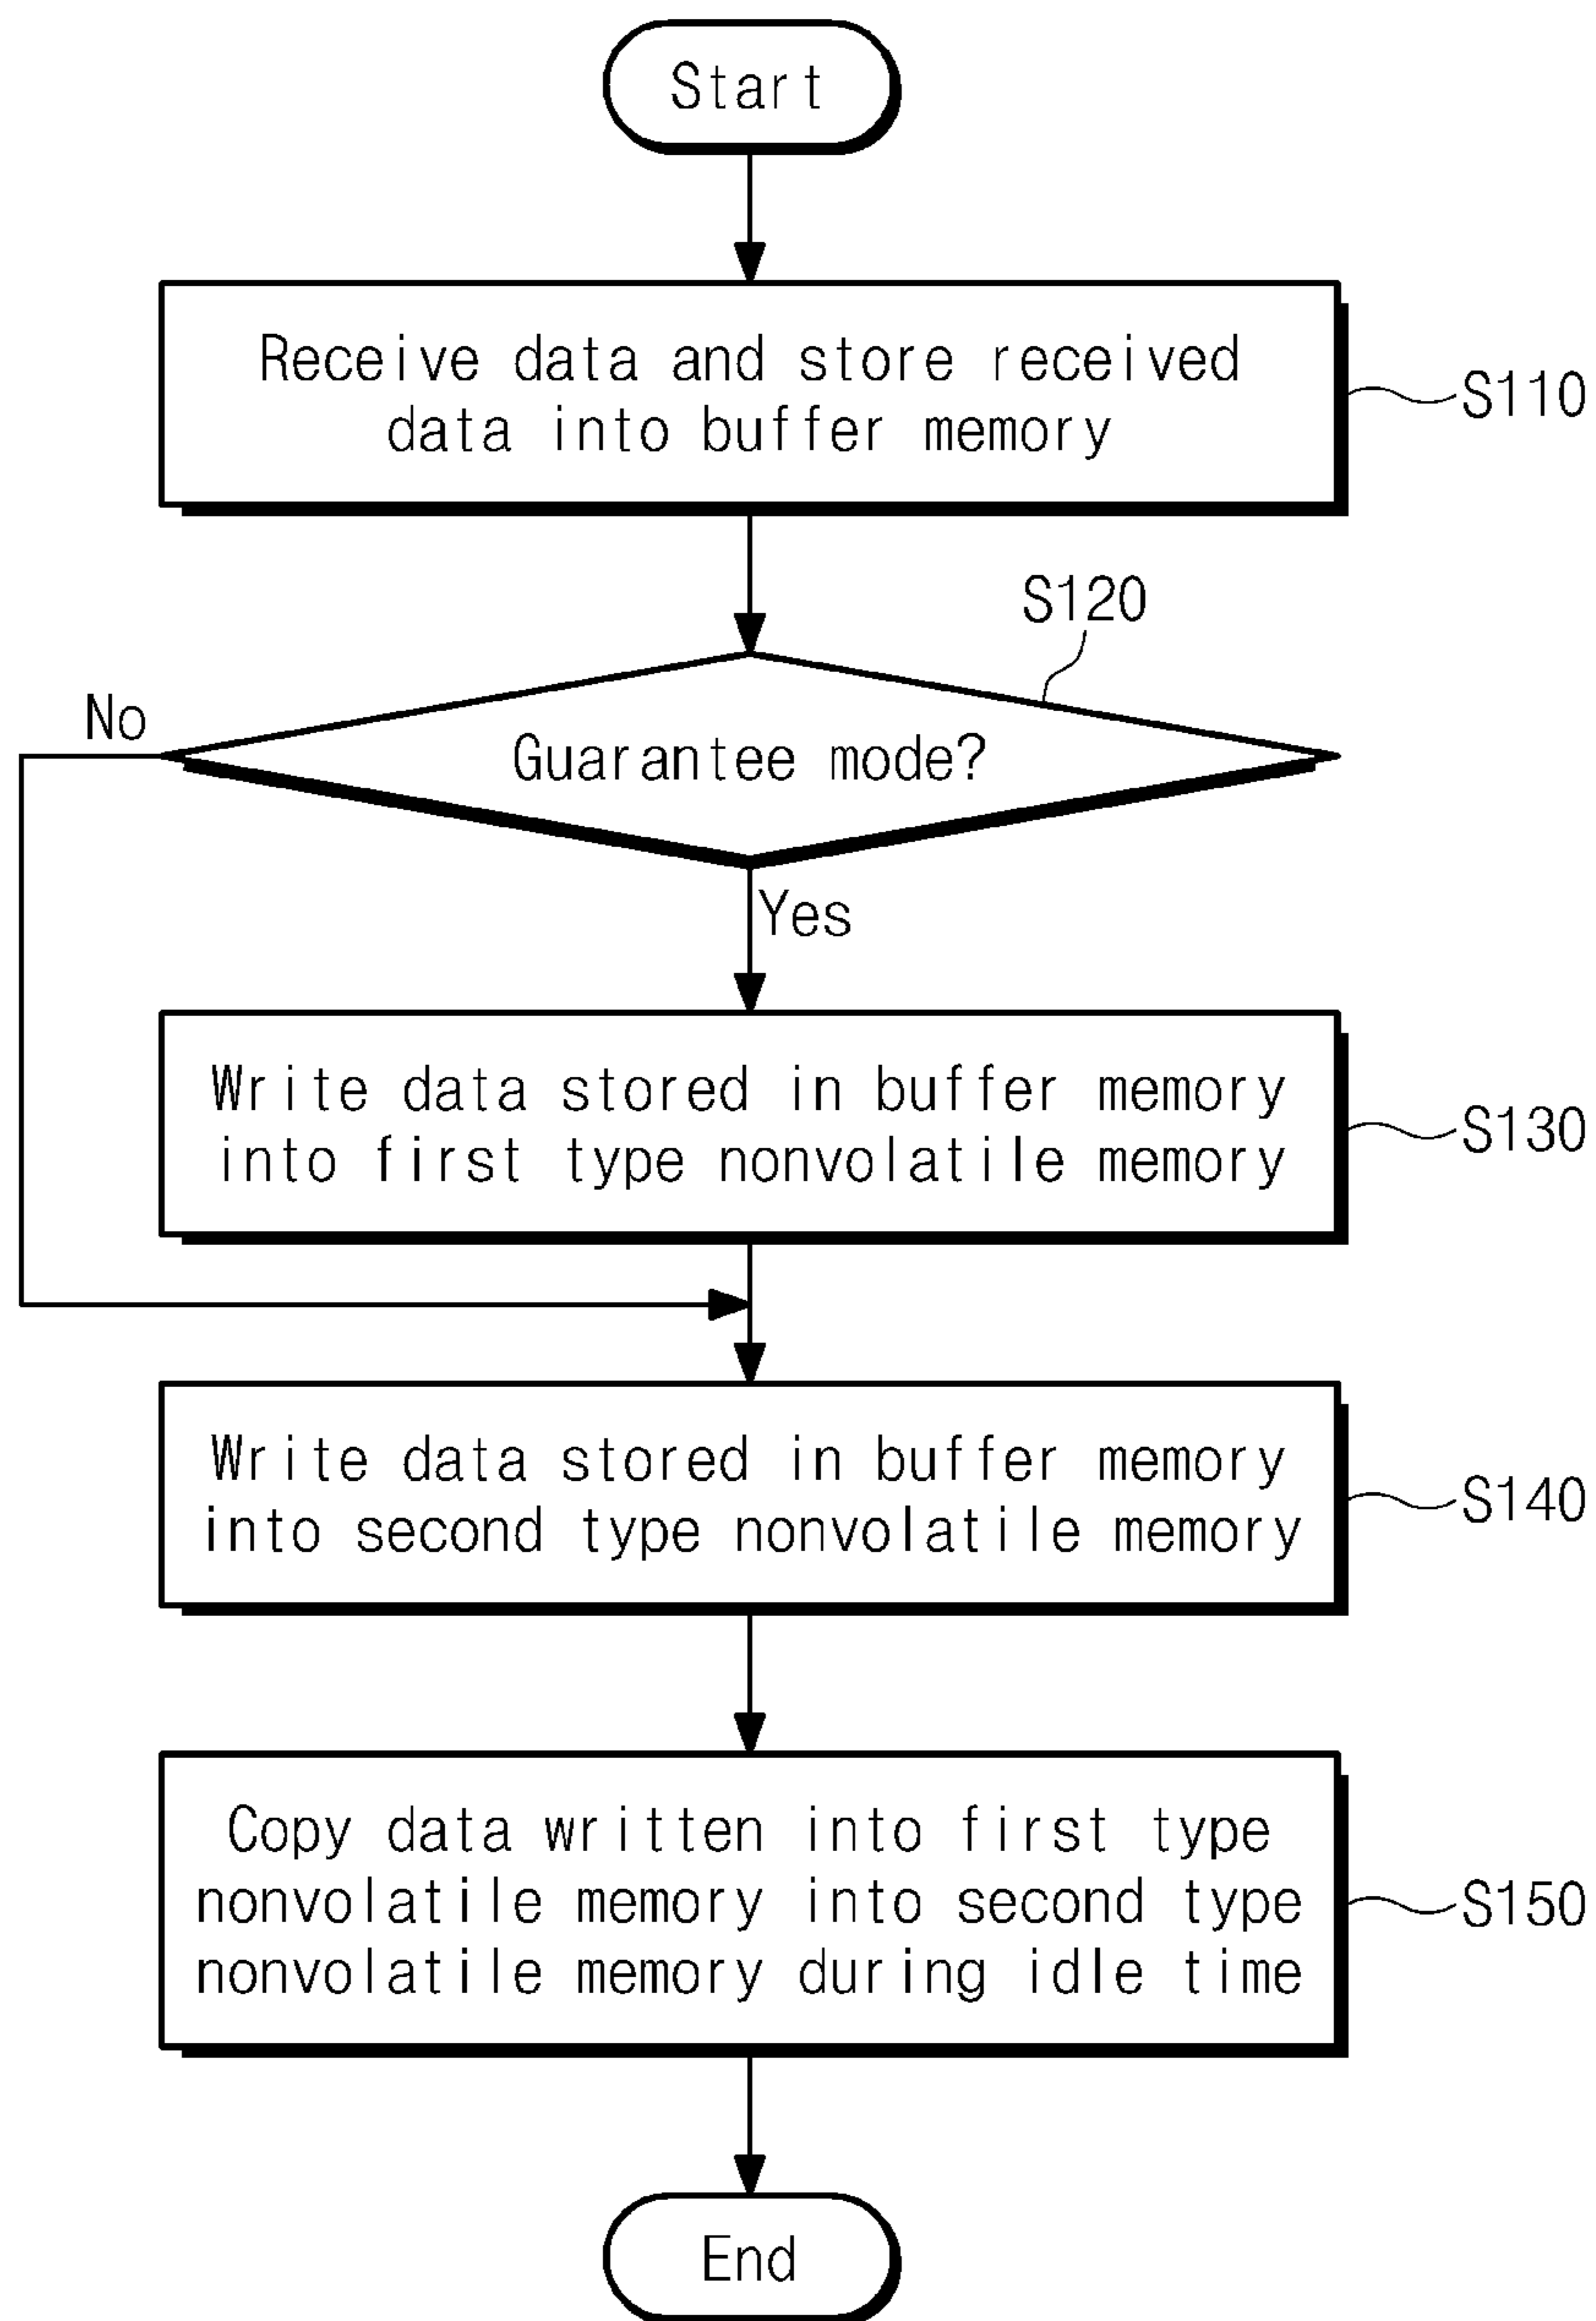 Start
Receive data and store received
data into buffer memory
S110
S120
No
Guarantee mode?
Yes
Write data stored in buffer memory
into first type nonvolatile memory
S130
Write data stored in buffer memory
into second type nonvolatile memory
S140
Copy data written into first type
nonvolatile memory into second type
nonvolatile memory during idle time
S150
End